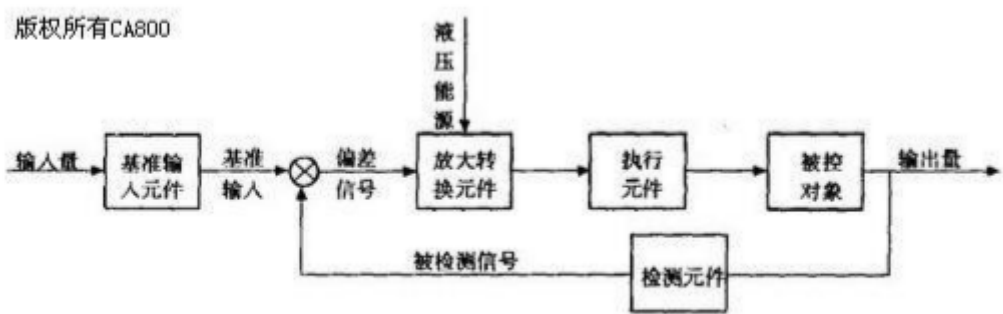 版权所有CA800
液压能源
输入量
基准输
入元件
基准
输入
偏差
信号
放大转
换元件
执行
元件
被控
对象
输出量
被检测信号
检测元件